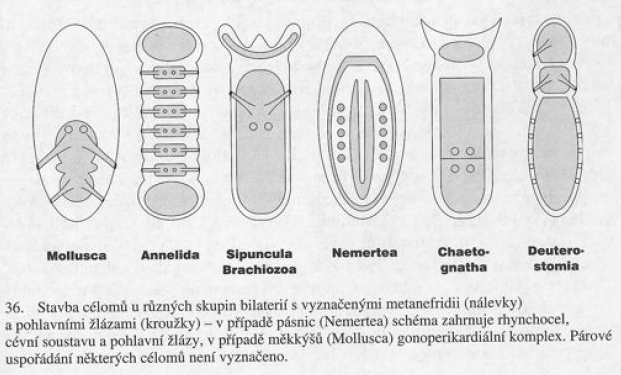 Mollusca
Annelida
Sipuncula
Brachiozoa
Nemertea
Chaeto-
gnatha
Deutero-
stomia
36. Stavba célomů u různých skupin bilaterií s vyznačenými metanefridii (nálevky)
a pohlavními žlázami (kroužky) – v případě pásnic (Nemertea) schéma zahrnuje rhynchocel,
cévní soustavu a pohlavní žlázy, v případě měkkýšů (Mollusca) gonoperikardiální komplex. Párové
uspořádání některých célomů není vyznačeno.